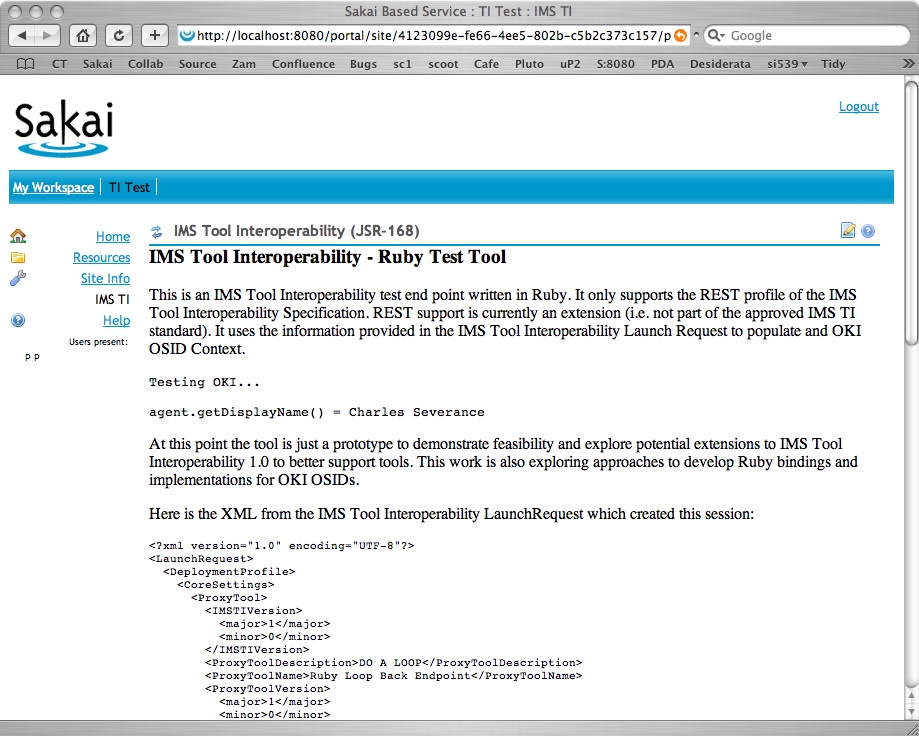 Sakai Based Service : TI Test : IMS TI
http://localhost:8080/portal/site/4123099e-fe66-4ee5-802b-c5b2c373c157/p
Google
CT Sakai Collab Source Zam Confluence Bugs sc1 scoot Cafe Pluto uP2 S:8080 PDA Desiderata si539 Tidy
Sakai
Logout
My Workspace TI Test
Home
Resources
Site Info
IMS TI
Help
Users present:
P P
IMS Tool Interoperability (JSR-168)
IMS Tool Interoperability - Ruby Test Tool
This is an IMS Tool Interoperability test end point written in Ruby. It only supports the REST profile of the IMS
Tool Interoperability Specification. REST support is currently an extension (i.e. not part of the approved IMS TI
standard). It uses the information provided in the IMS Tool Interoperability Launch Request to populate and OKI
OSID Context.
Testing OKI...
agent.getDisplayName() = Charles Severance
At this point the tool is just a prototype to demonstrate feasibility and explore potential extensions to IMS Tool
Interoperability 1.0 to better support tools. This work is also exploring approaches to develop Ruby bindings and
implementations for OKI OSIDs.
Here is the XML from the IMS Tool Interoperability LaunchRequest which created this session:
<?xml version="1.0" encoding="UTF-8"?>
<LaunchRequest>
<DeploymentProfile>
<CoreSettings>
<ProxyTool>
<IMSTIVersion>
<major>1</major>
<minor>0</minor>
</IMSTIVersion>
<ProxyToolDescription>DO A LOOP</ProxyToolDescription>
<ProxyToolName>Ruby Loop Back Endpoint</ProxyToolName>
<ProxyToolVersion>
<major>1</major>
<minor>0</minor>